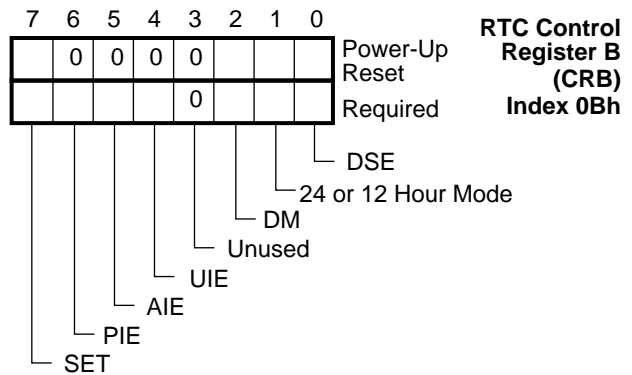 7 6 5 4 3 2 1 0
RTC Control
Register B
(CRB)
Index 0Bh
0 0 0 0
Power-Up
Reset
0
Required
DSE
24 or 12 Hour Mode
DM
Unused
UIE
AIE
PIE
SET